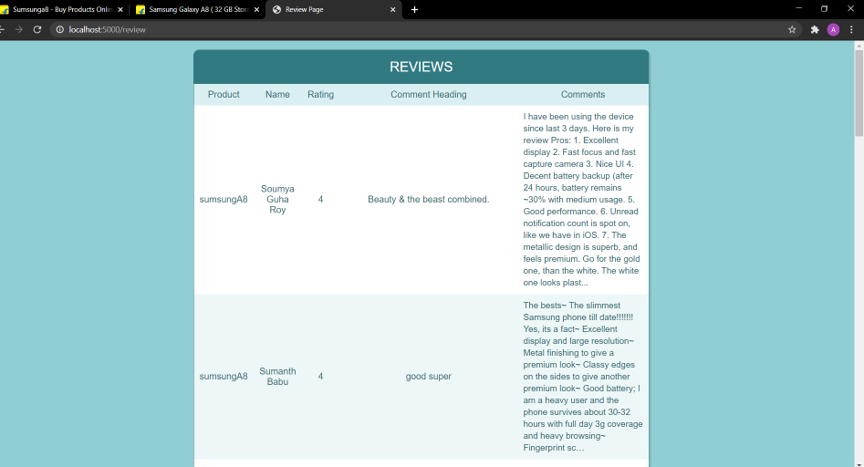 Sumsunga8 - Buy Products Onlin
Samsung Galaxy A8 ( 32 GB Stor
Review Page
localhost:5000/review
A
REVIEWS
Product Name Rating Comment Heading Comments
sumsungA8
Soumya
Guha
Roy
4
Beauty & the beast combined.
I have been using the device
since last 3 days. Here is my
review Pros: 1. Excellent
display 2. Fast focus and fast
capture camera 3. Nice UI 4.
Decent battery backup (after
24 hours, battery remains
~30% with medium usage. 5.
Good performance. 6. Unread
notification count is spot on,
like we have in iOS. 7. The
metallic design is superb, and
feels premium. Go for the gold
one, than the white. The white
one looks plast...
sumsungA8
Sumanth
Babu
4
good super
The bests~ The slimmest
Samsung phone till date!!!!!!!
Yes, its a fact~ Excellent
display and large resolution~
Metal finishing to give a
premium look~ Classy edges
on the sides to give another
premium look~ Good battery; I
am a heavy user and the
phone survives about 30-32
hours with full day 3g coverage
and heavy browsing~
Fingerprint sc...